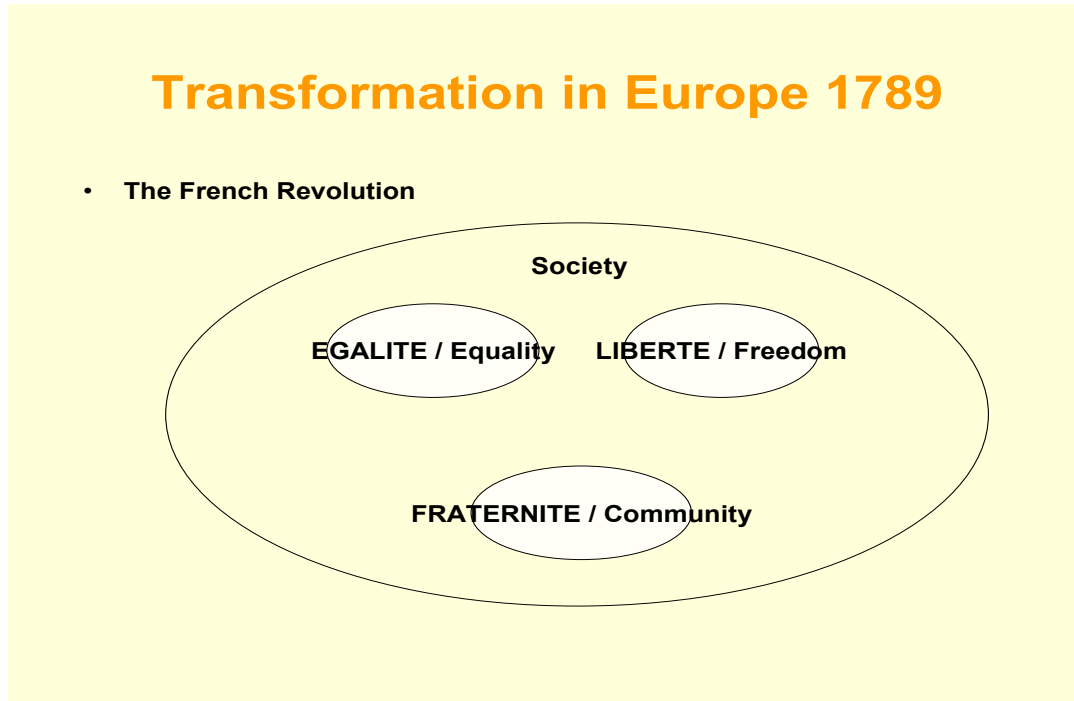 Transformation in Europe 1789
• The French Revolution
Society
EGALITE / Equality LIBERTE / Freedom
FRATERNITE / Community